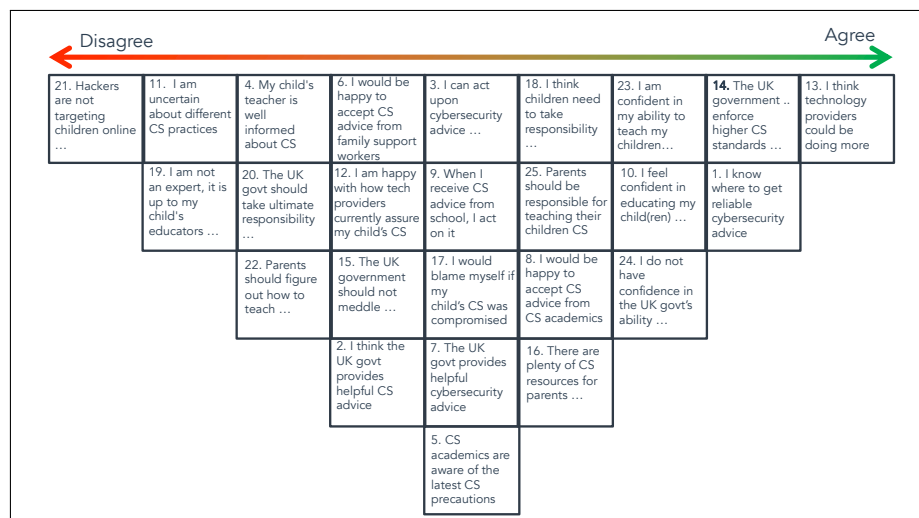 Disagree
Agree
21. Hackers
are not
targeting
children online
…
11. I am
uncertain
about different
CS practices
4. My child's
teacher is
well
informed
about CS
6. I would be
happy to
accept CS
advice from
family support
workers
3. I can act
upon
cybersecurity
advice …
18. I think
children need
to take
responsibility
…
23. I am
confident in
my ability to
teach my
children…
14. The UK
government ..
enforce
higher CS
standards …
13. I think
technology
providers
could be
doing more
19. I am not
an expert, it is
up to my
child's
educators …
20. The UK
govt should
take ultimate
responsibility
…
12. I am happy
with how tech
providers
currently assure
my child’s CS
9. When I
receive CS
advice from
school, I act
on it
25. Parents
should be
responsible for
teaching their
children CS
10. I feel
confident in
educating my
child(ren) …
1. I know
where to get
reliable
cybersecurity
advice
22. Parents
should figure
out how to
teach …
15. The UK
government
should not
meddle …
17. I would
blame myself if
my
child’s CS was
compromised
8. I would be
happy to
accept CS
advice from
CS academics
24. I do not
have
confidence in
the UK govt’s
ability …
2. I think the
UK govt
provides
helpful CS
advice
7. The UK
govt provides
helpful
cybersecurity
advice
16. There are
plenty of CS
resources for
parents …
5. CS
academics are
aware of the
latest CS
precautions